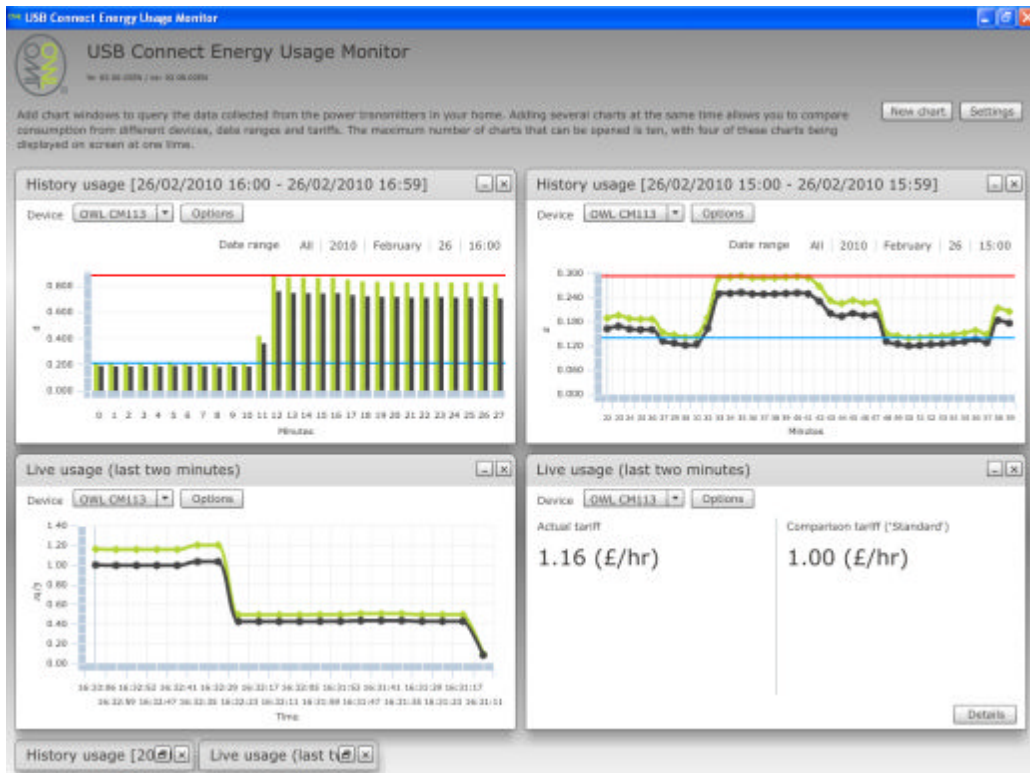 USB Connect Energy Usage Monitor
OWL
USB Connect Energy Usage Monitor
Add chart windows to query the data collected from the power transmitters in your home. Adding several charts at the same time allows you to compare
consumption from different devices, date ranges and tariffs. The maximum number of charts that can be opened is ten, with four of these charts being
displayed on screen at one time.
New chart Settings
History usage [26/02/2010 16:00 - 26/02/2010 16:59]
Device OWL CM113 Options
Date range All 2010 February 26 16:00
0.800
0.600
0.400
0.200
0.000
0 1 2 3 4 5 6 7 8 9 10 11 12 13 14 15 16 17 18 19 20 21 22 23 24 25 26 27
Minutes
History usage [26/02/2010 15:00 - 26/02/2010 15:59]
Device OWL CM113 Options
Date range All 2010 February 26 15:00
0.300
0.240
0.180
0.120
0.060
0.000
Minutes
Live usage (last two minutes)
Device OWL CM113 Options
1.40
1.20
1.00
0.80
0.60
0.40
0.20
0.00
Time
Live usage (last two minutes)
Device OWL CM113 Options
Actual tariff
1.16 (£/hr)
Comparison tariff ('Standard')
1.00 (£/hr)
Details
History usage [20
Live usage (last t